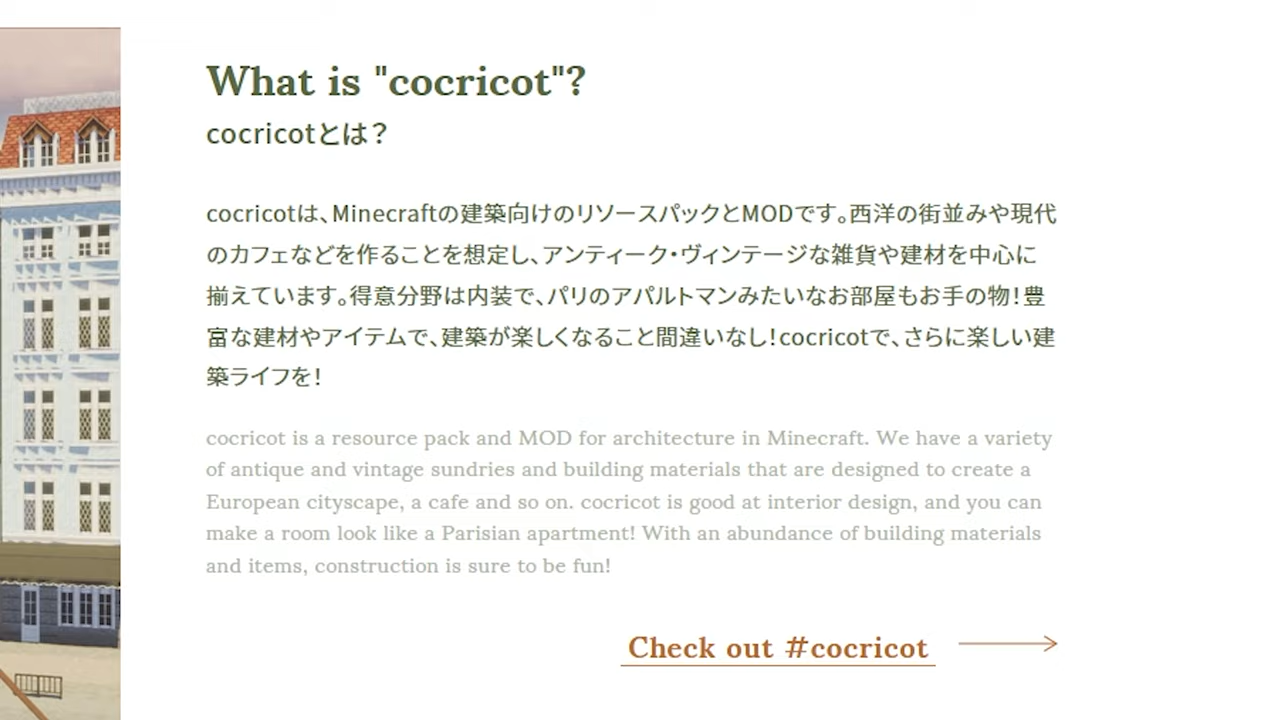 What is "cocricot"?
cocricotとは？
cocricotは、Minecraftの建築向けのリソースパックとMODです。西洋の街並みや現代
のカフェなどを作ることを想定し、アンティーク・ヴィンテージな雑貨や建材を中心に
揃えています。得意分野は内装で、パリのアパルトマンみたいなお部屋もお手の物！豊
富な建材やアイテムで、建築が楽しくなること間違いなし！cocricotで、さらに楽しい建
築ライフを！
cocricot is a resource pack and MOD for architecture in Minecraft. We have a variety
of antique and vintage sundries and building materials that are designed to create a
European cityscape, a cafe and so on. cocricot is good at interior design, and you can
make a room look like a Parisian apartment! With an abundance of building materials
and items, construction is sure to be fun!
Check out #cocricot